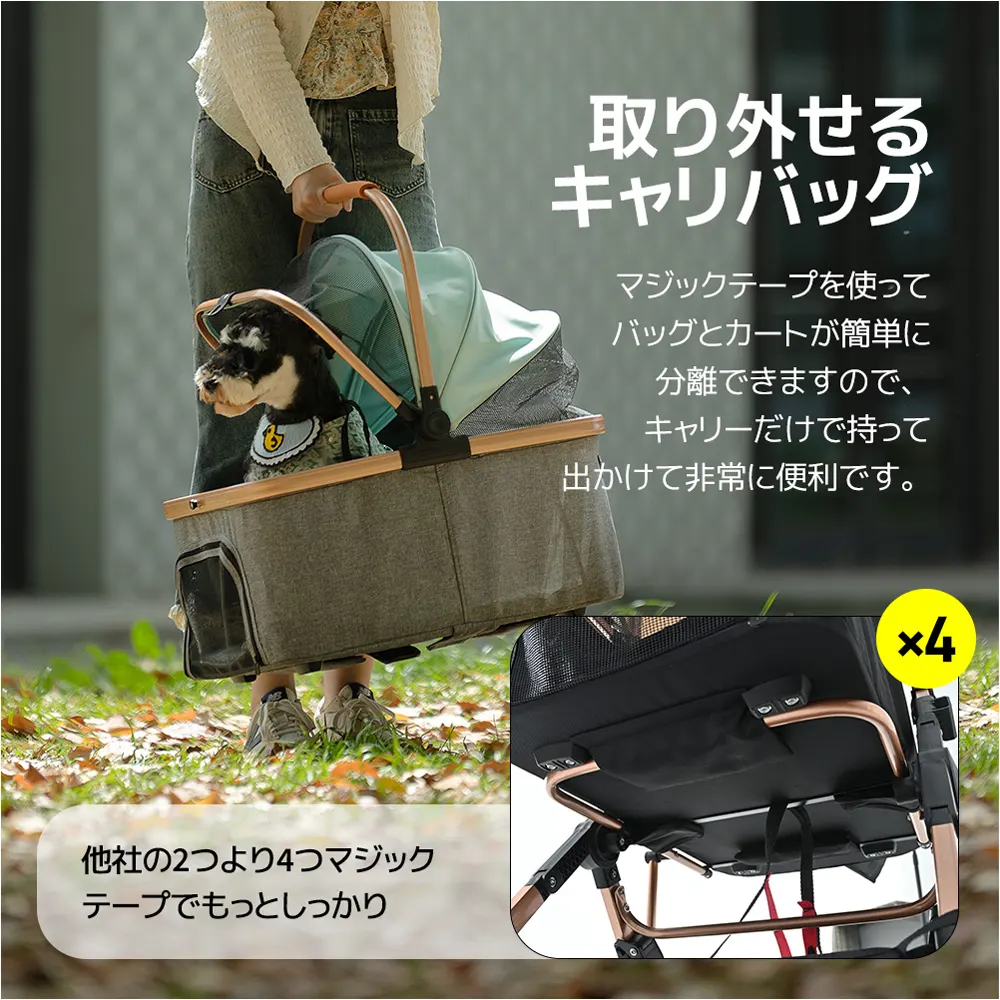 取り外せる
キャリバッグ
マジックテープを使って
バッグとカートが簡単に
分離できますので、
キャリーだけで持って
出かけて非常に便利です。
×4
他社の2つより4つマジック
テープでもっとしっかり